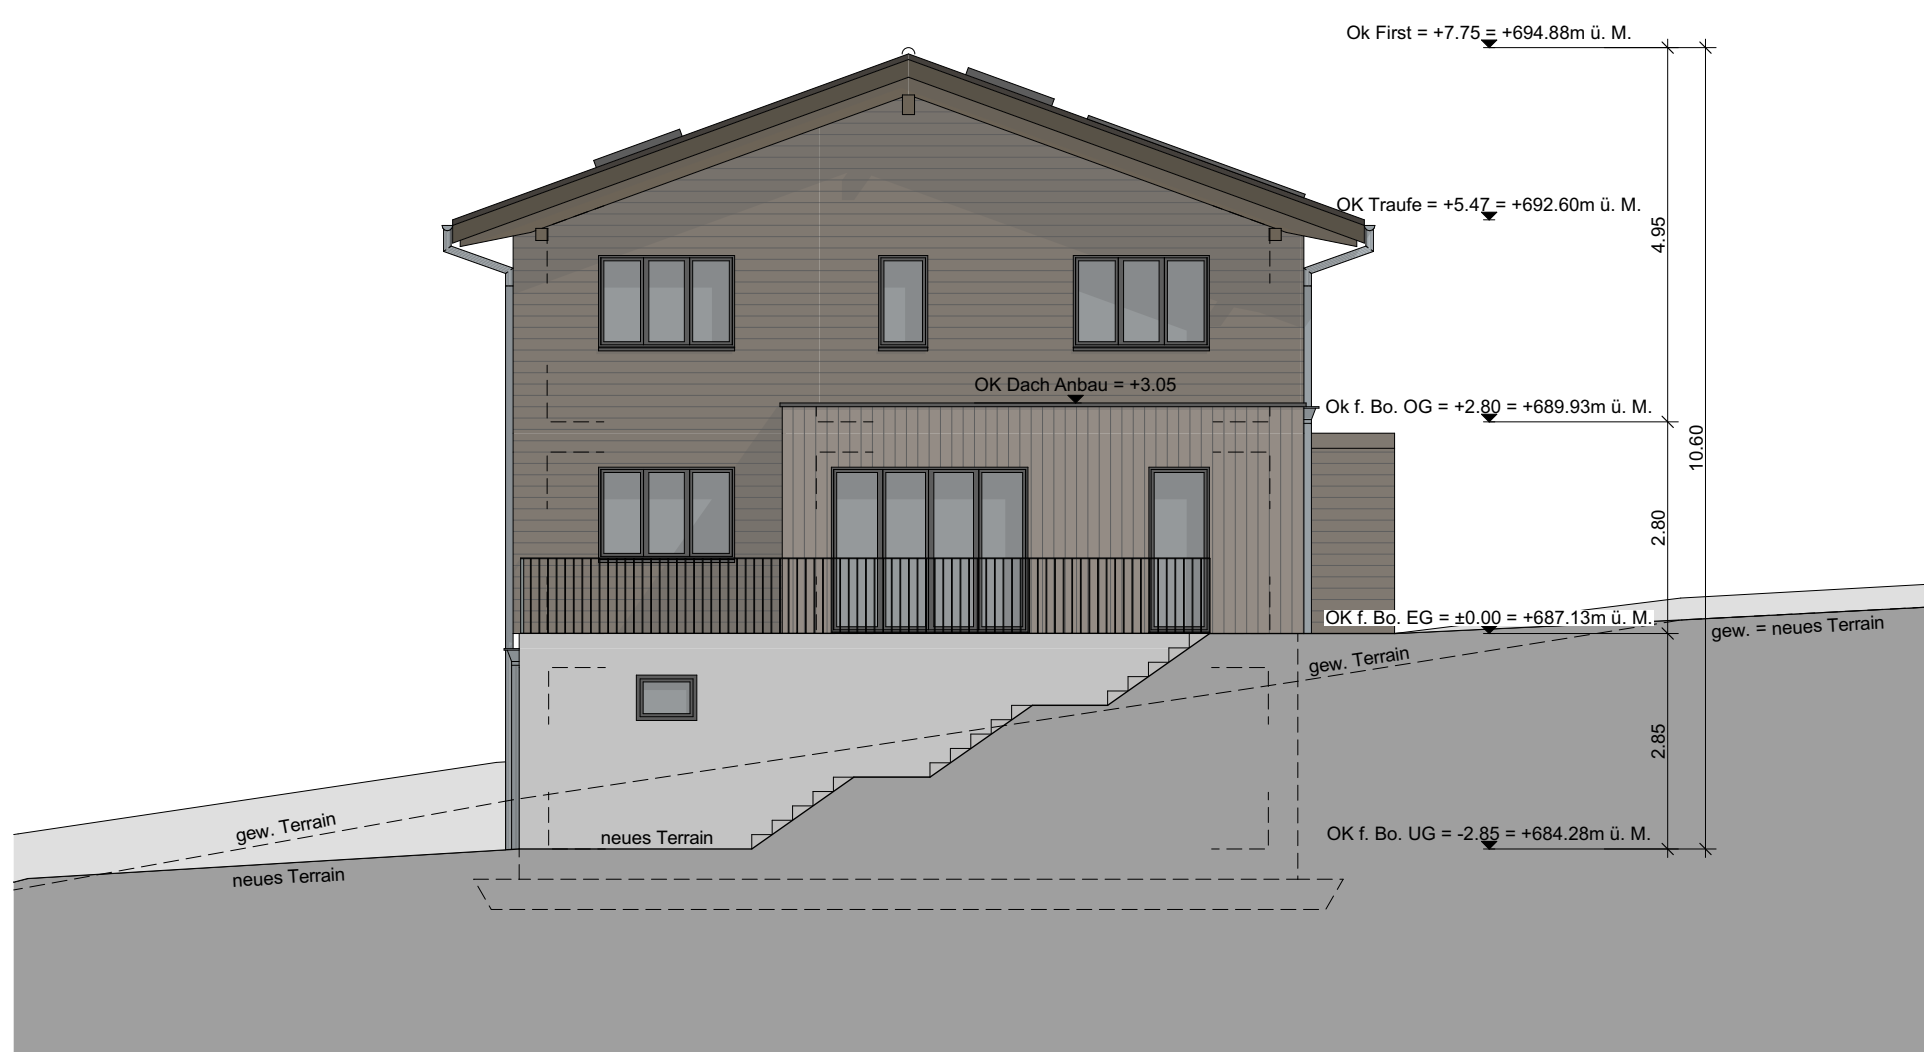 Ok First = +7.75 = +694.88m ü. M.
OK Traufe = +5.47 = +692.60m ü. M.
4.95
OK Dach Anbau = +3.05
Ok f. Bo. OG = +2.80 = +689.93m ü. M.
10.60
2.80
OK f. Bo. EG = ±0.00 = +687.13m ü. M.
gew. = neues Terrain
gew. Terrain
2.85
gew. Terrain
neues Terrain
OK f. Bo. UG = -2.85 = +684.28m ü. M.
neues Terrain